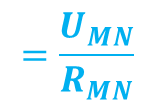 = U_MN / R_MN